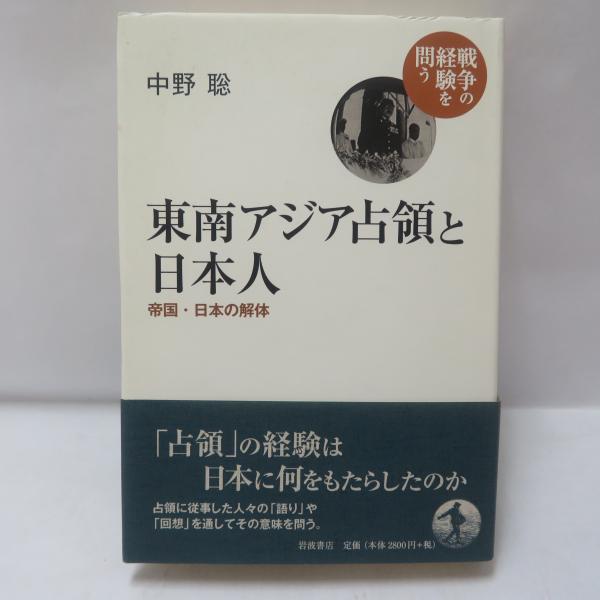 戦争の
経験を
問う
中野 聡
東南アジア占領と
日本人
帝国・日本の解体
「占領」の経験は
日本に何をもたらしたのか
占領に従事した人々の「語り」や
「回想」を通してその意味を問う。
岩波書店 定価（本体2800円+税）